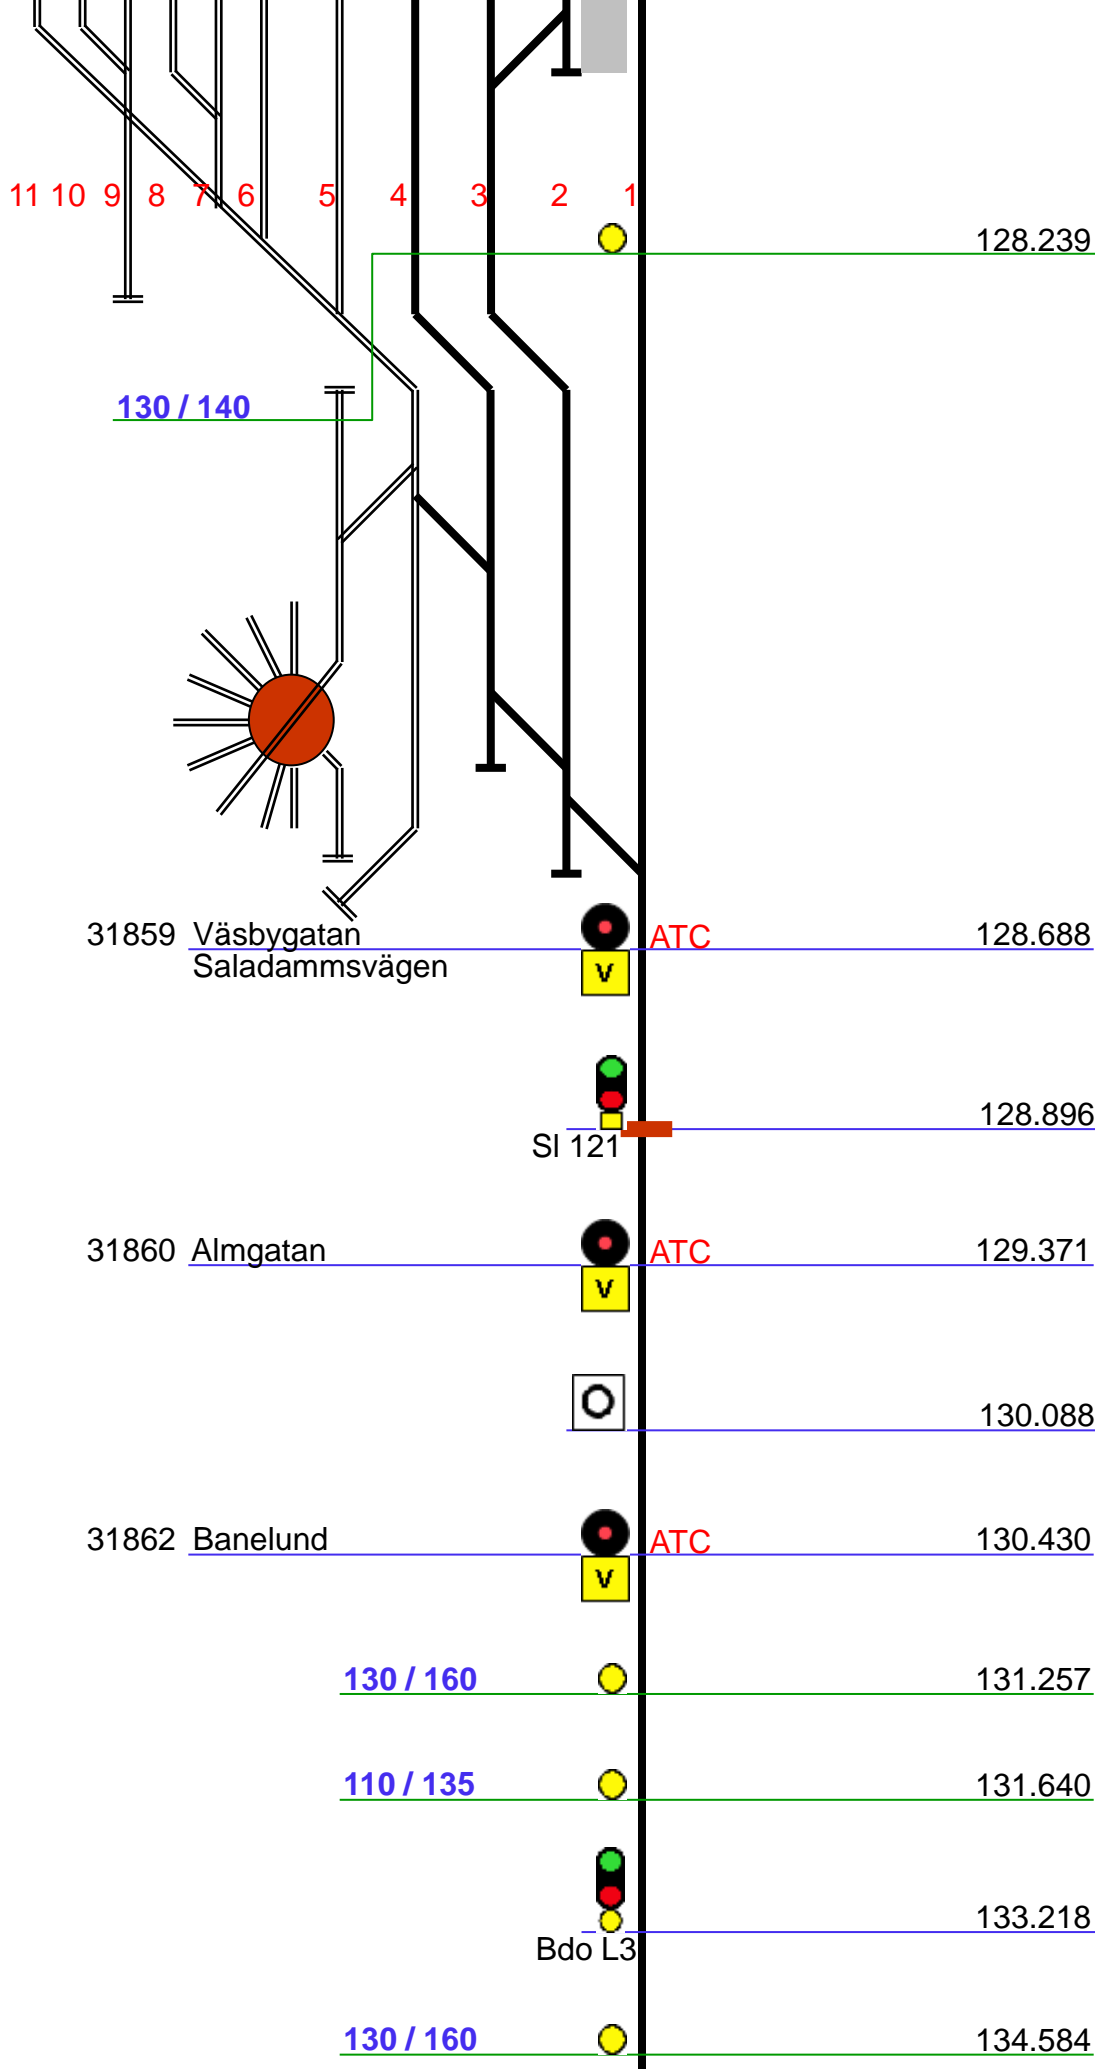 11 10 9 8 7 6 5 4 3 2 1
128.239
130 / 140
31859 Väsbygatan ATC 128.688
Saladammsvägen
V
128.896
Sl 121
31860 Almgatan ATC 129.371
V
130.088
31862 Banelund ATC 130.430
V
130 / 160 131.257
110 / 135 131.640
133.218
Bdo L3
130 / 160 134.584